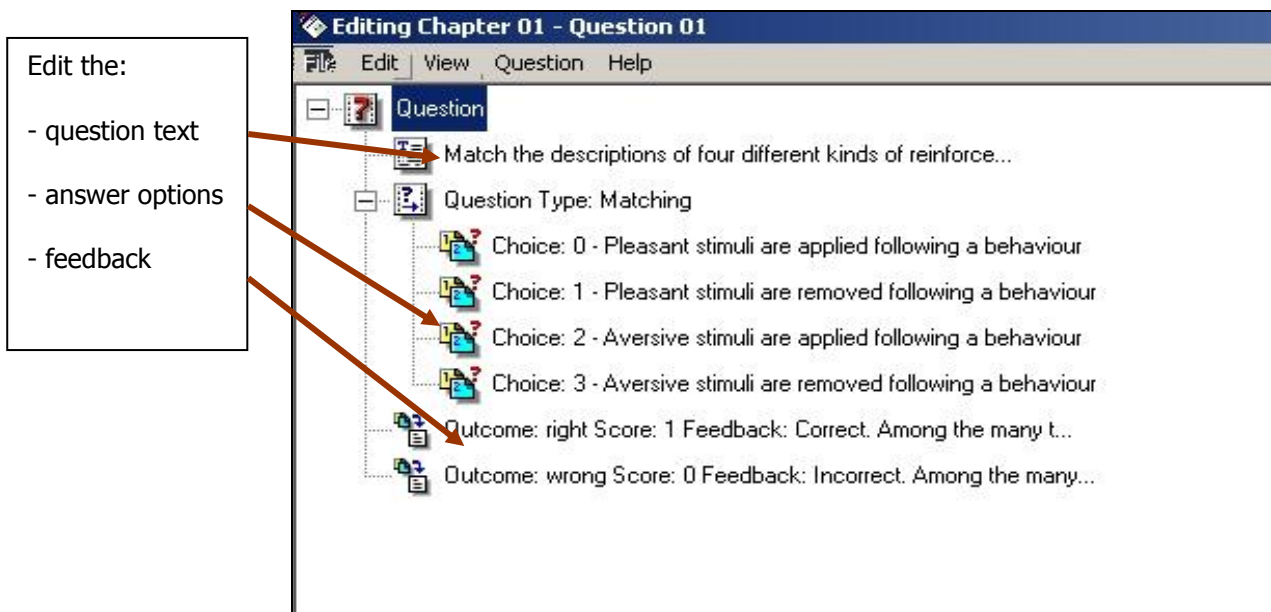 Editing Chapter 01 - Question 01
File Edit View Question Help
Edit the:
- question text
- answer options
- feedback
Question
Match the descriptions of four different kinds of reinforce...
Question Type: Matching
Choice: 0 - Pleasant stimuli are applied following a behaviour
Choice: 1 - Pleasant stimuli are removed following a behaviour
Choice: 2 - Aversive stimuli are applied following a behaviour
Choice: 3 - Aversive stimuli are removed following a behaviour
Outcome: right Score: 1 Feedback: Correct. Among the many t...
Outcome: wrong Score: 0 Feedback: Incorrect. Among the many...